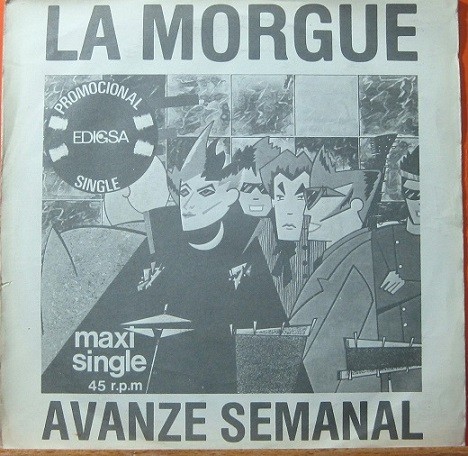 LA MORGUE
PROMOCIONAL
EDIGSA
SINGLE
maxi
single
45 r.p.m
AVANZE SEMANAL